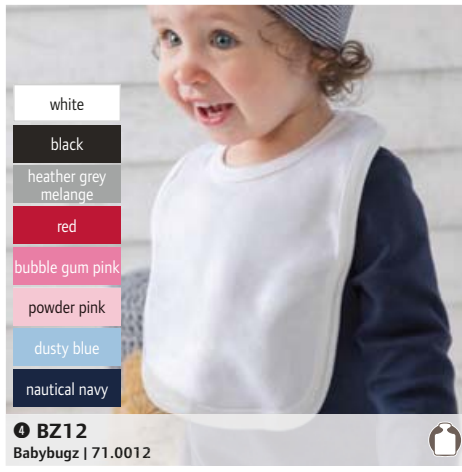 white
black
heather grey
melange
red
bubble gum pink
powder pink
dusty blue
nautical navy
❹ BZ12
Babybugz | 71.0012